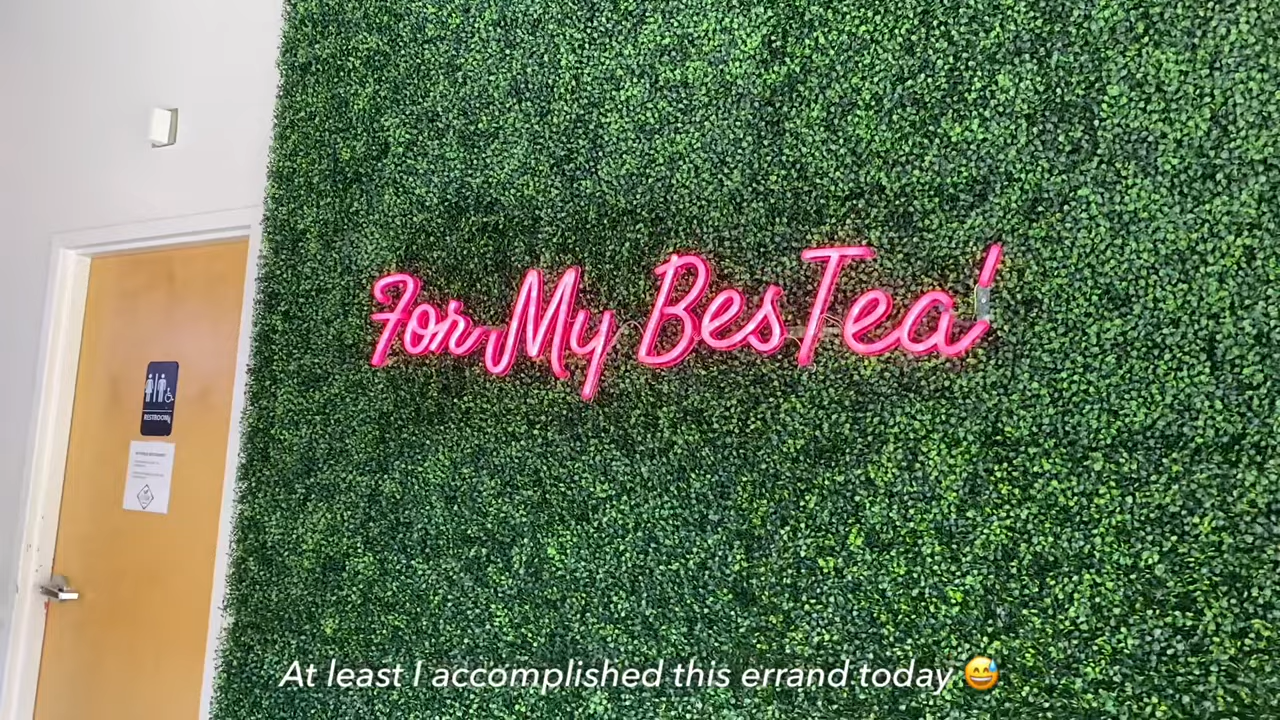 For My BesTea'
RESTROOM
At least I accomplished this errand today 😅